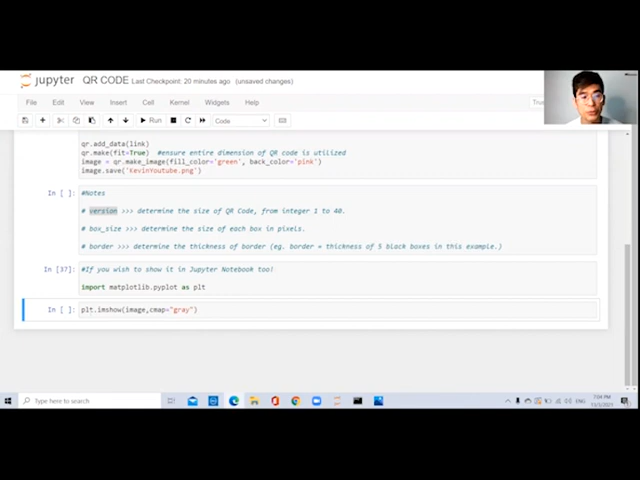 jupyter QR CODE Last Checkpoint: 20 minutes ago (unsaved changes)
File Edit View Insert Cell Kernel Widgets Help
Run Code
qr.add_data(link)
qr.make(fit=True) #ensure entire dimension of QR code is utilized
image = qr.make_image(fill_color='green', back_color='pink')
image.save('KevinYoutube.png')
In [ ]: #Notes
# version >>> determine the size of QR Code, from integer 1 to 40.
# box_size >>> determine the size of each box in pixels.
# border >>> determine the thickness of border (eg. border = thickness of 5 black boxes in this example.)
In [37]: #If you wish to show it in Jupyter Notebook too!
import matplotlib.pyplot as plt
In [ ]: plt.imshow(image,cmap="gray")
Type here to search
ENG
7:04 PM